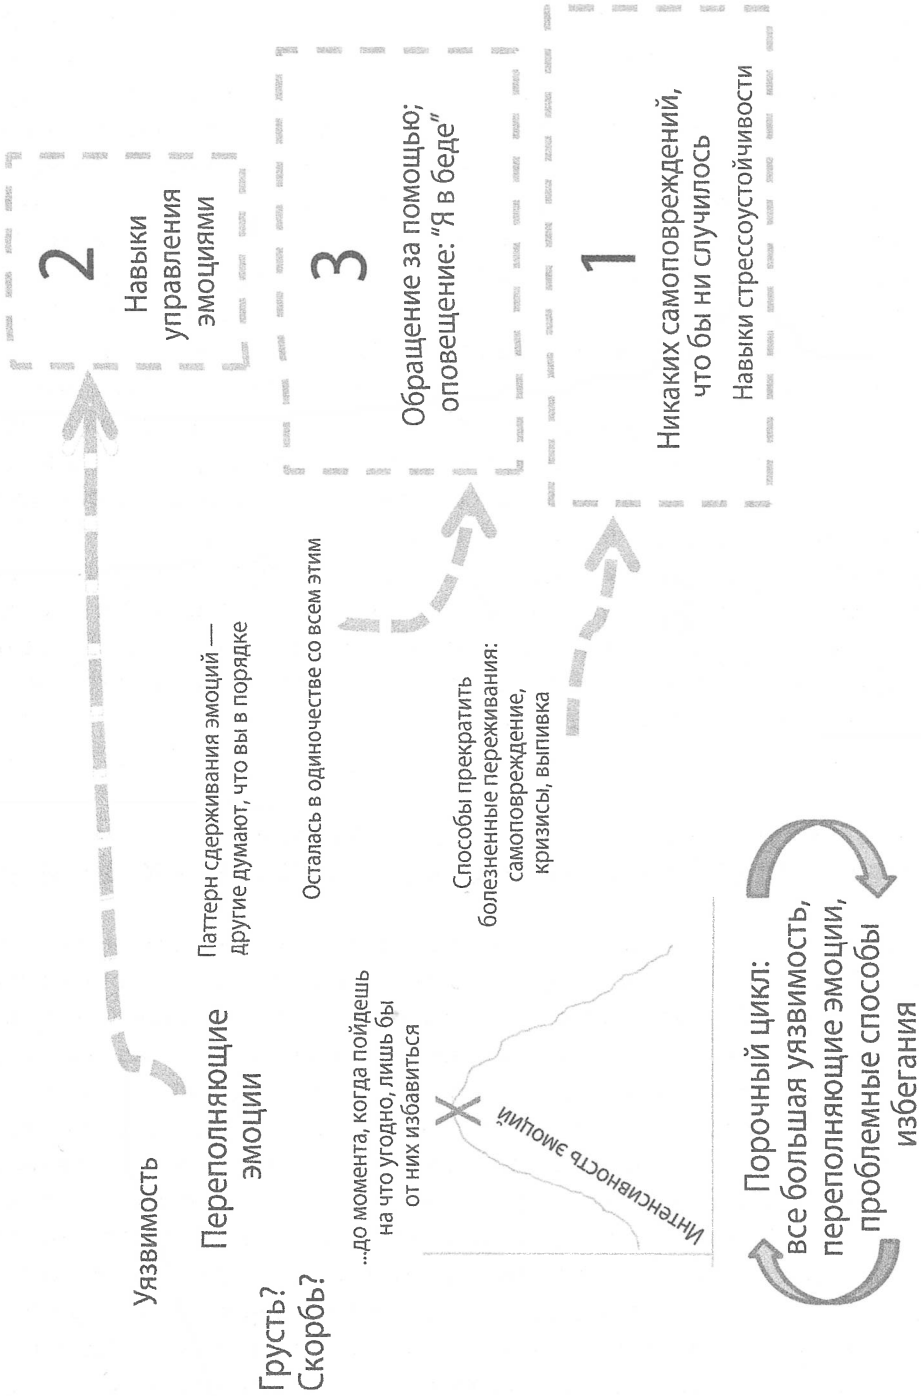 Уязвимость
Переполняющие
эмоции
Грусть?
Скорбь?
...до момента, когда пойдешь
на что угодно, лишь бы
от них избавиться
X
Интенсивность эмоций
Порочный цикл:
все большая уязвимость,
переполняющие эмоции,
проблемные способы
избегания
Паттерн сдерживания эмоций —
другие думают, что вы в порядке
Осталась в одиночестве со всем этим
Способы прекратить
болезненные переживания:
самоповреждение,
кризисы, выпивка
2
Навыки
управления
эмоциями
3
Обращение за помощью;
оповещение: "Я в беде"
1
Никаких самоповреждений,
что бы ни случилось
Навыки стрессоустойчивости